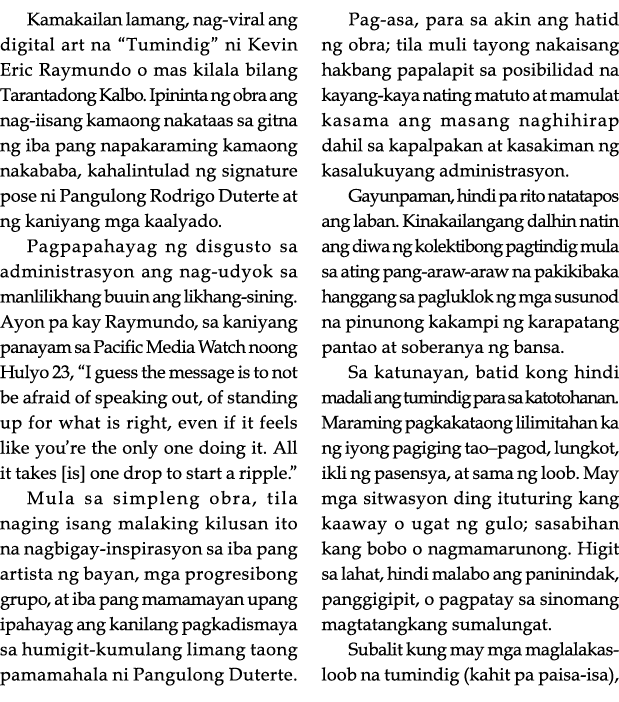 Kamakailan lamang, nag-viral ang
digital art na “Tumindig” ni Kevin
Eric Raymundo o mas kilala bilang
Tarantadong Kalbo. Ipininta ng obra ang
nag-iisang kamaong nakataas sa gitna
ng iba pang napakaraming kamaong
nakababa, kahalintulad ng signature
pose ni Pangulong Rodrigo Duterte at
ng kaniyang mga kaalyado.
Pagpapahayag ng disgusto sa
administrasyon ang nag-udyok sa
manlilikhang buuin ang likhang-sining.
Ayon pa kay Raymundo, sa kaniyang
panayam sa Pacific Media Watch noong
Hulyo 23, “I guess the message is to not
be afraid of speaking out, of standing
up for what is right, even if it feels
like you’re the only one doing it. All
it takes [is] one drop to start a ripple.”
Mula sa simpleng obra, tila
naging isang malaking kilusan ito
na nagbigay-inspirasyon sa iba pang
artista ng bayan, mga progresibong
grupo, at iba pang mamamayan upang
ipahayag ang kanilang pagkadismaya
sa humigit-kumulang limang taong
pamamahala ni Pangulong Duterte.
Pag-asa, para sa akin ang hatid
ng obra; tila muli tayong nakaisang
hakbang papalapit sa posibilidad na
kayang-kaya nating matuto at mamulat
kasama ang masang naghihirap
dahil sa kapalpakan at kasakiman ng
kasalukuyang administrasyon.
Gayunpaman, hindi pa rito natatapos
ang laban. Kinakailangang dalhin natin
ang diwa ng kolektibong pagtindig mula
sa ating pang-araw-araw na pakikibaka
hanggang sa pagluklok ng mga susunod
na pinunong kakampi ng karapatang
pantao at soberanya ng bansa.
Sa katunayan, batid kong hindi
madali ang tumindig para sa katotohanan.
Maraming pagkakataong lilimitahan ka
ng iyong pagiging tao–pagod, lungkot,
ikli ng pasensya, at sama ng loob. May
mga sitwasyon ding ituturing kang
kaaway o ugat ng gulo; sasabihan
kang bobo o nagmamarunong. Higit
sa lahat, hindi malabo ang paninindak,
panggigipit, o pagpatay sa sinomang
magtatangkang sumalungat.
Subalit kung may mga maglalakas-
loob na tumindig (kahit pa paisa-isa),